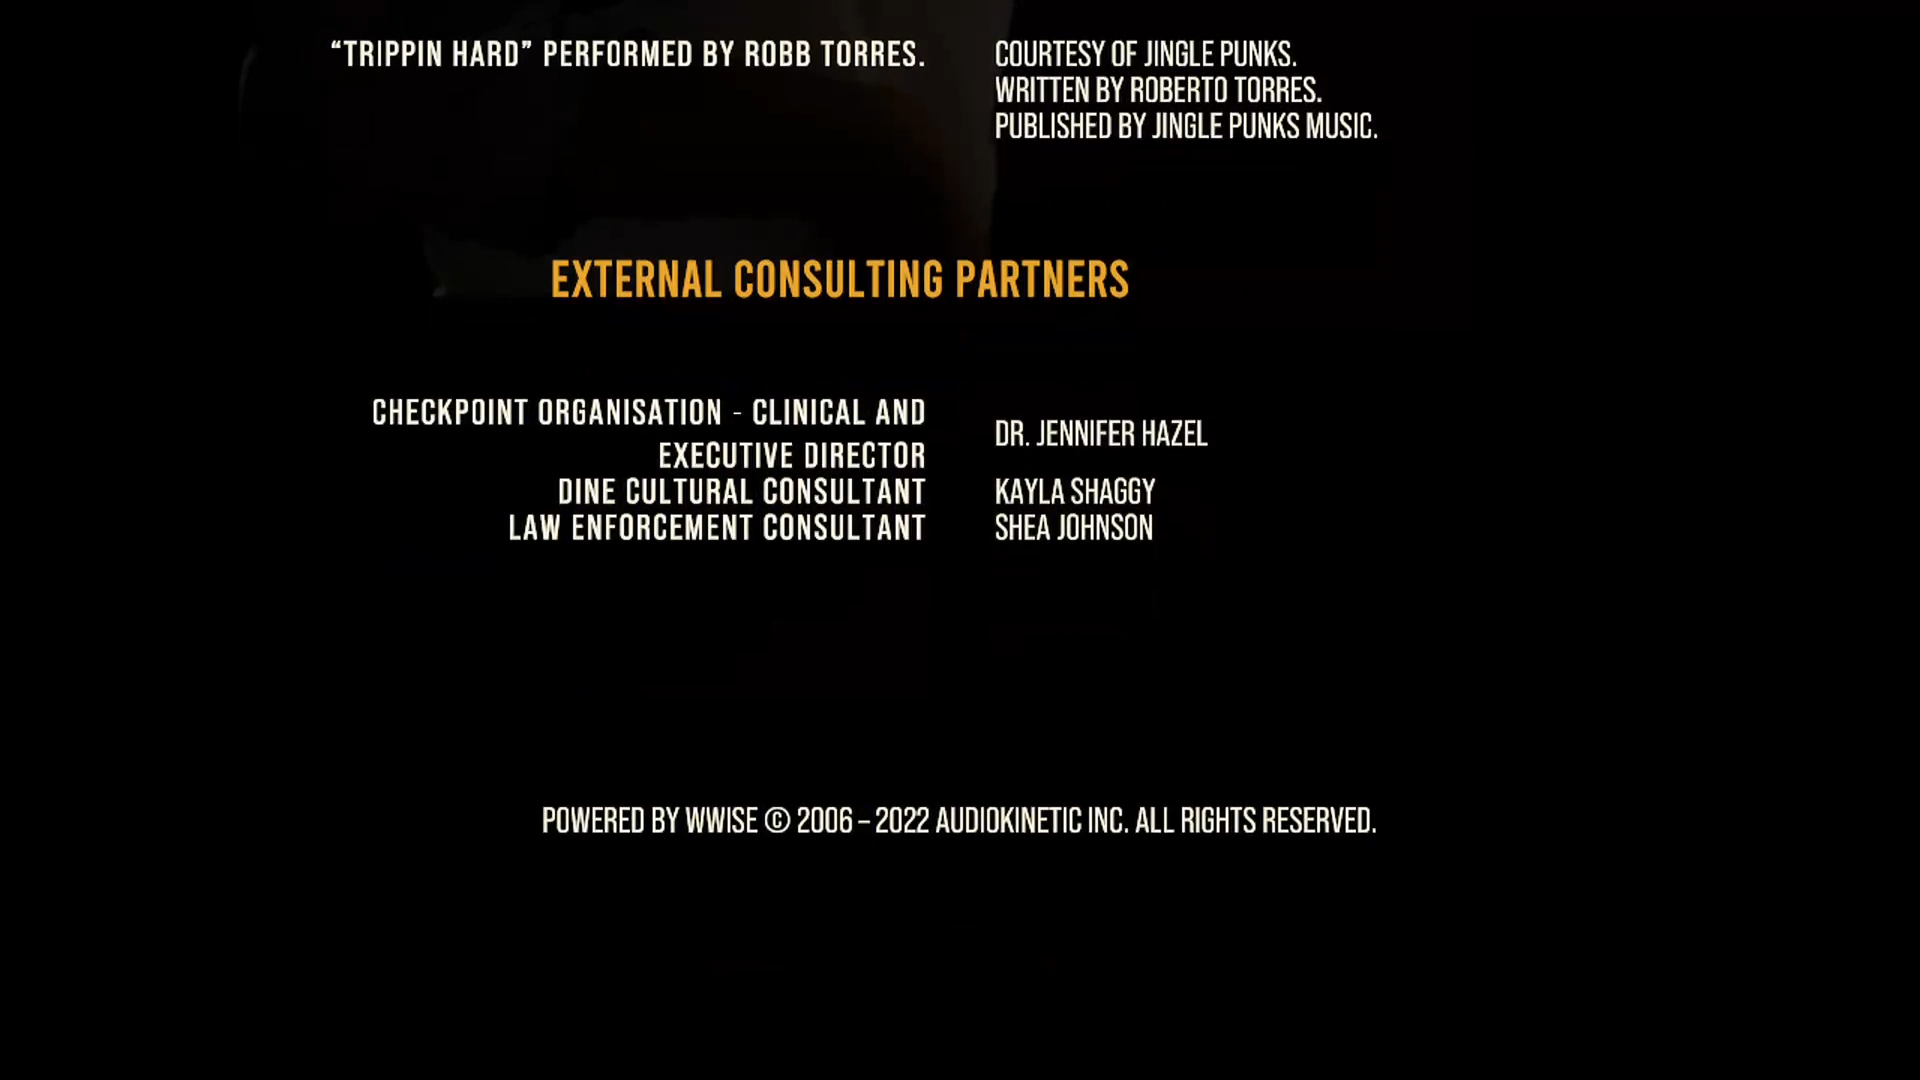 “TRIPPIN HARD” PERFORMED BY ROBB TORRES.
COURTESY OF JINGLE PUNKS.
WRITTEN BY ROBERTO TORRES.
PUBLISHED BY JINGLE PUNKS MUSIC.
EXTERNAL CONSULTING PARTNERS
CHECKPOINT ORGANISATION - CLINICAL AND
EXECUTIVE DIRECTOR
DR. JENNIFER HAZEL
DINE CULTURAL CONSULTANT
KAYLA SHAGGY
LAW ENFORCEMENT CONSULTANT
SHEA JOHNSON
POWERED BY WWISE © 2006 – 2022 AUDIOKINETIC INC. ALL RIGHTS RESERVED.